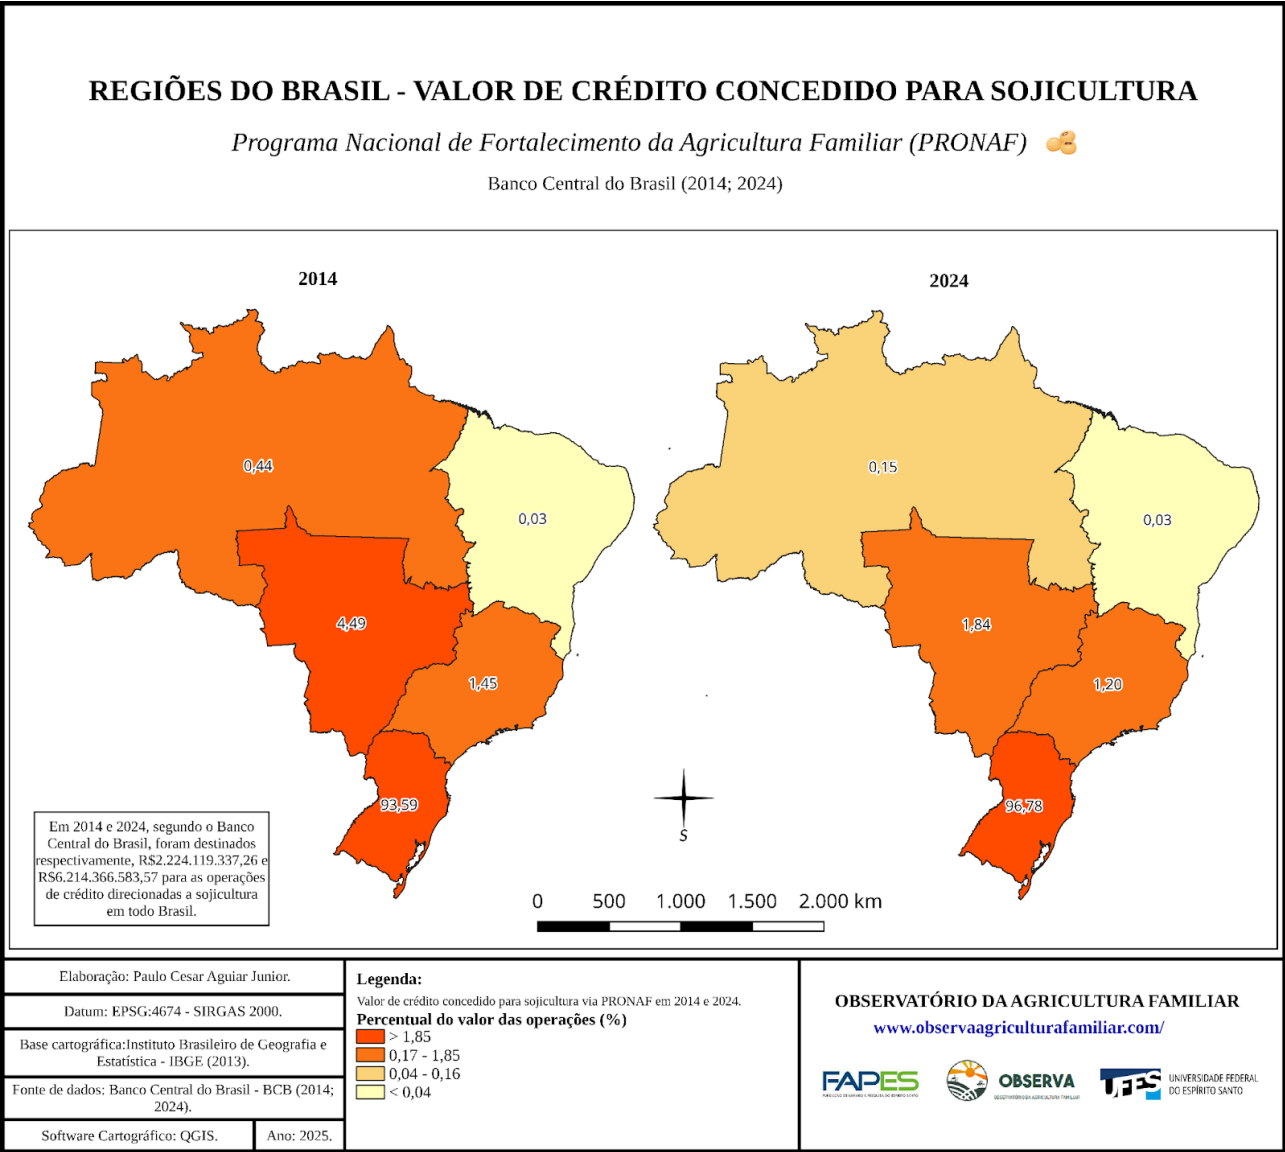 REGIÕES DO BRASIL - VALOR DE CRÉDITO CONCEDIDO PARA SOJICULTURA
Programa Nacional de Fortalecimento da Agricultura Familiar (PRONAF)
Banco Central do Brasil (2014; 2024)
2014
0,44
0,03
4,49
1,45
93,59
2024
0,15
0,03
1,84
1,20
96,78
S
Em 2014 e 2024, segundo o Banco
Central do Brasil, foram destinados
respectivamente, R$2.224.119.337,26 e
R$6.214.366.583,57 para as operações
de crédito direcionadas a sojicultura
em todo Brasil.
0 500 1.000 1.500 2.000 km
Elaboração: Paulo Cesar Aguiar Junior.
Datum: EPSG:4674 - SIRGAS 2000.
Base cartográfica:Instituto Brasileiro de Geografia e
Estatística - IBGE (2013).
Fonte de dados: Banco Central do Brasil - BCB (2014;
2024).
Software Cartográfico: QGIS.
Ano: 2025.
Legenda:
Valor de crédito concedido para sojicultura via PRONAF em 2014 e 2024.
Percentual do valor das operações (%)
> 1,85
0,17 - 1,85
0,04 - 0,16
< 0,04
OBSERVATÓRIO DA AGRICULTURA FAMILIAR
www.observaagriculturafamiliar.com/
FAPES
OBSERVA
OBSERVATÓRIO DA AGRICULTURA FAMILIAR
UFES
UNIVERSIDADE FEDERAL
DO ESPÍRITO SANTO